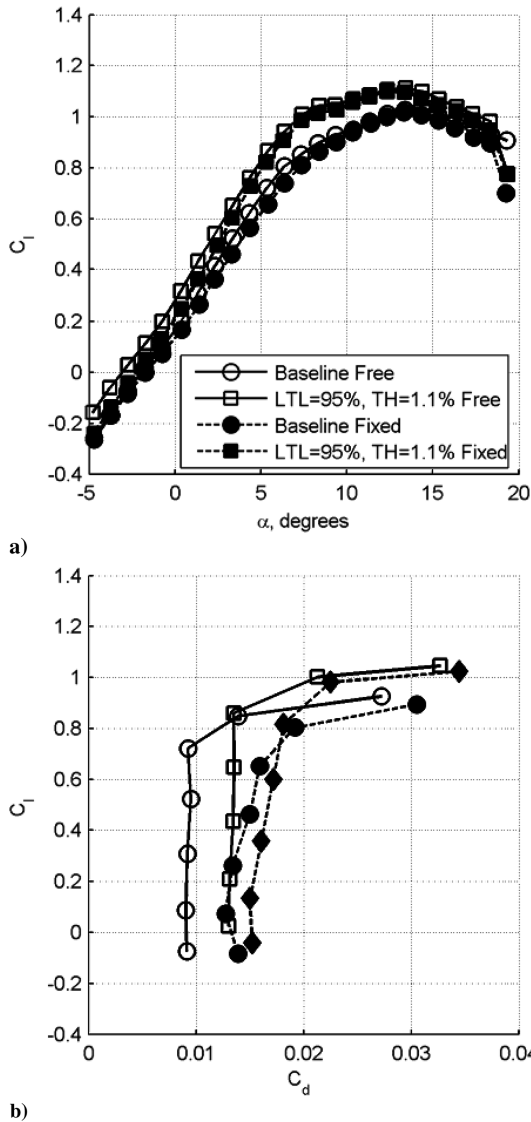 1.4
1.2
1
0.8
0.6
0.4
0.2
0
-0.2
-0.4
C_l
Baseline Free
LTL=95%, TH=1.1% Free
Baseline Fixed
LTL=95%, TH=1.1% Fixed
-5 0 5 10 15 20
α, degrees
a)
1.4
1.2
1
0.8
0.6
0.4
0.2
0
-0.2
-0.4
C_l
0 0.01 0.02 0.03 0.04
C_d
b)